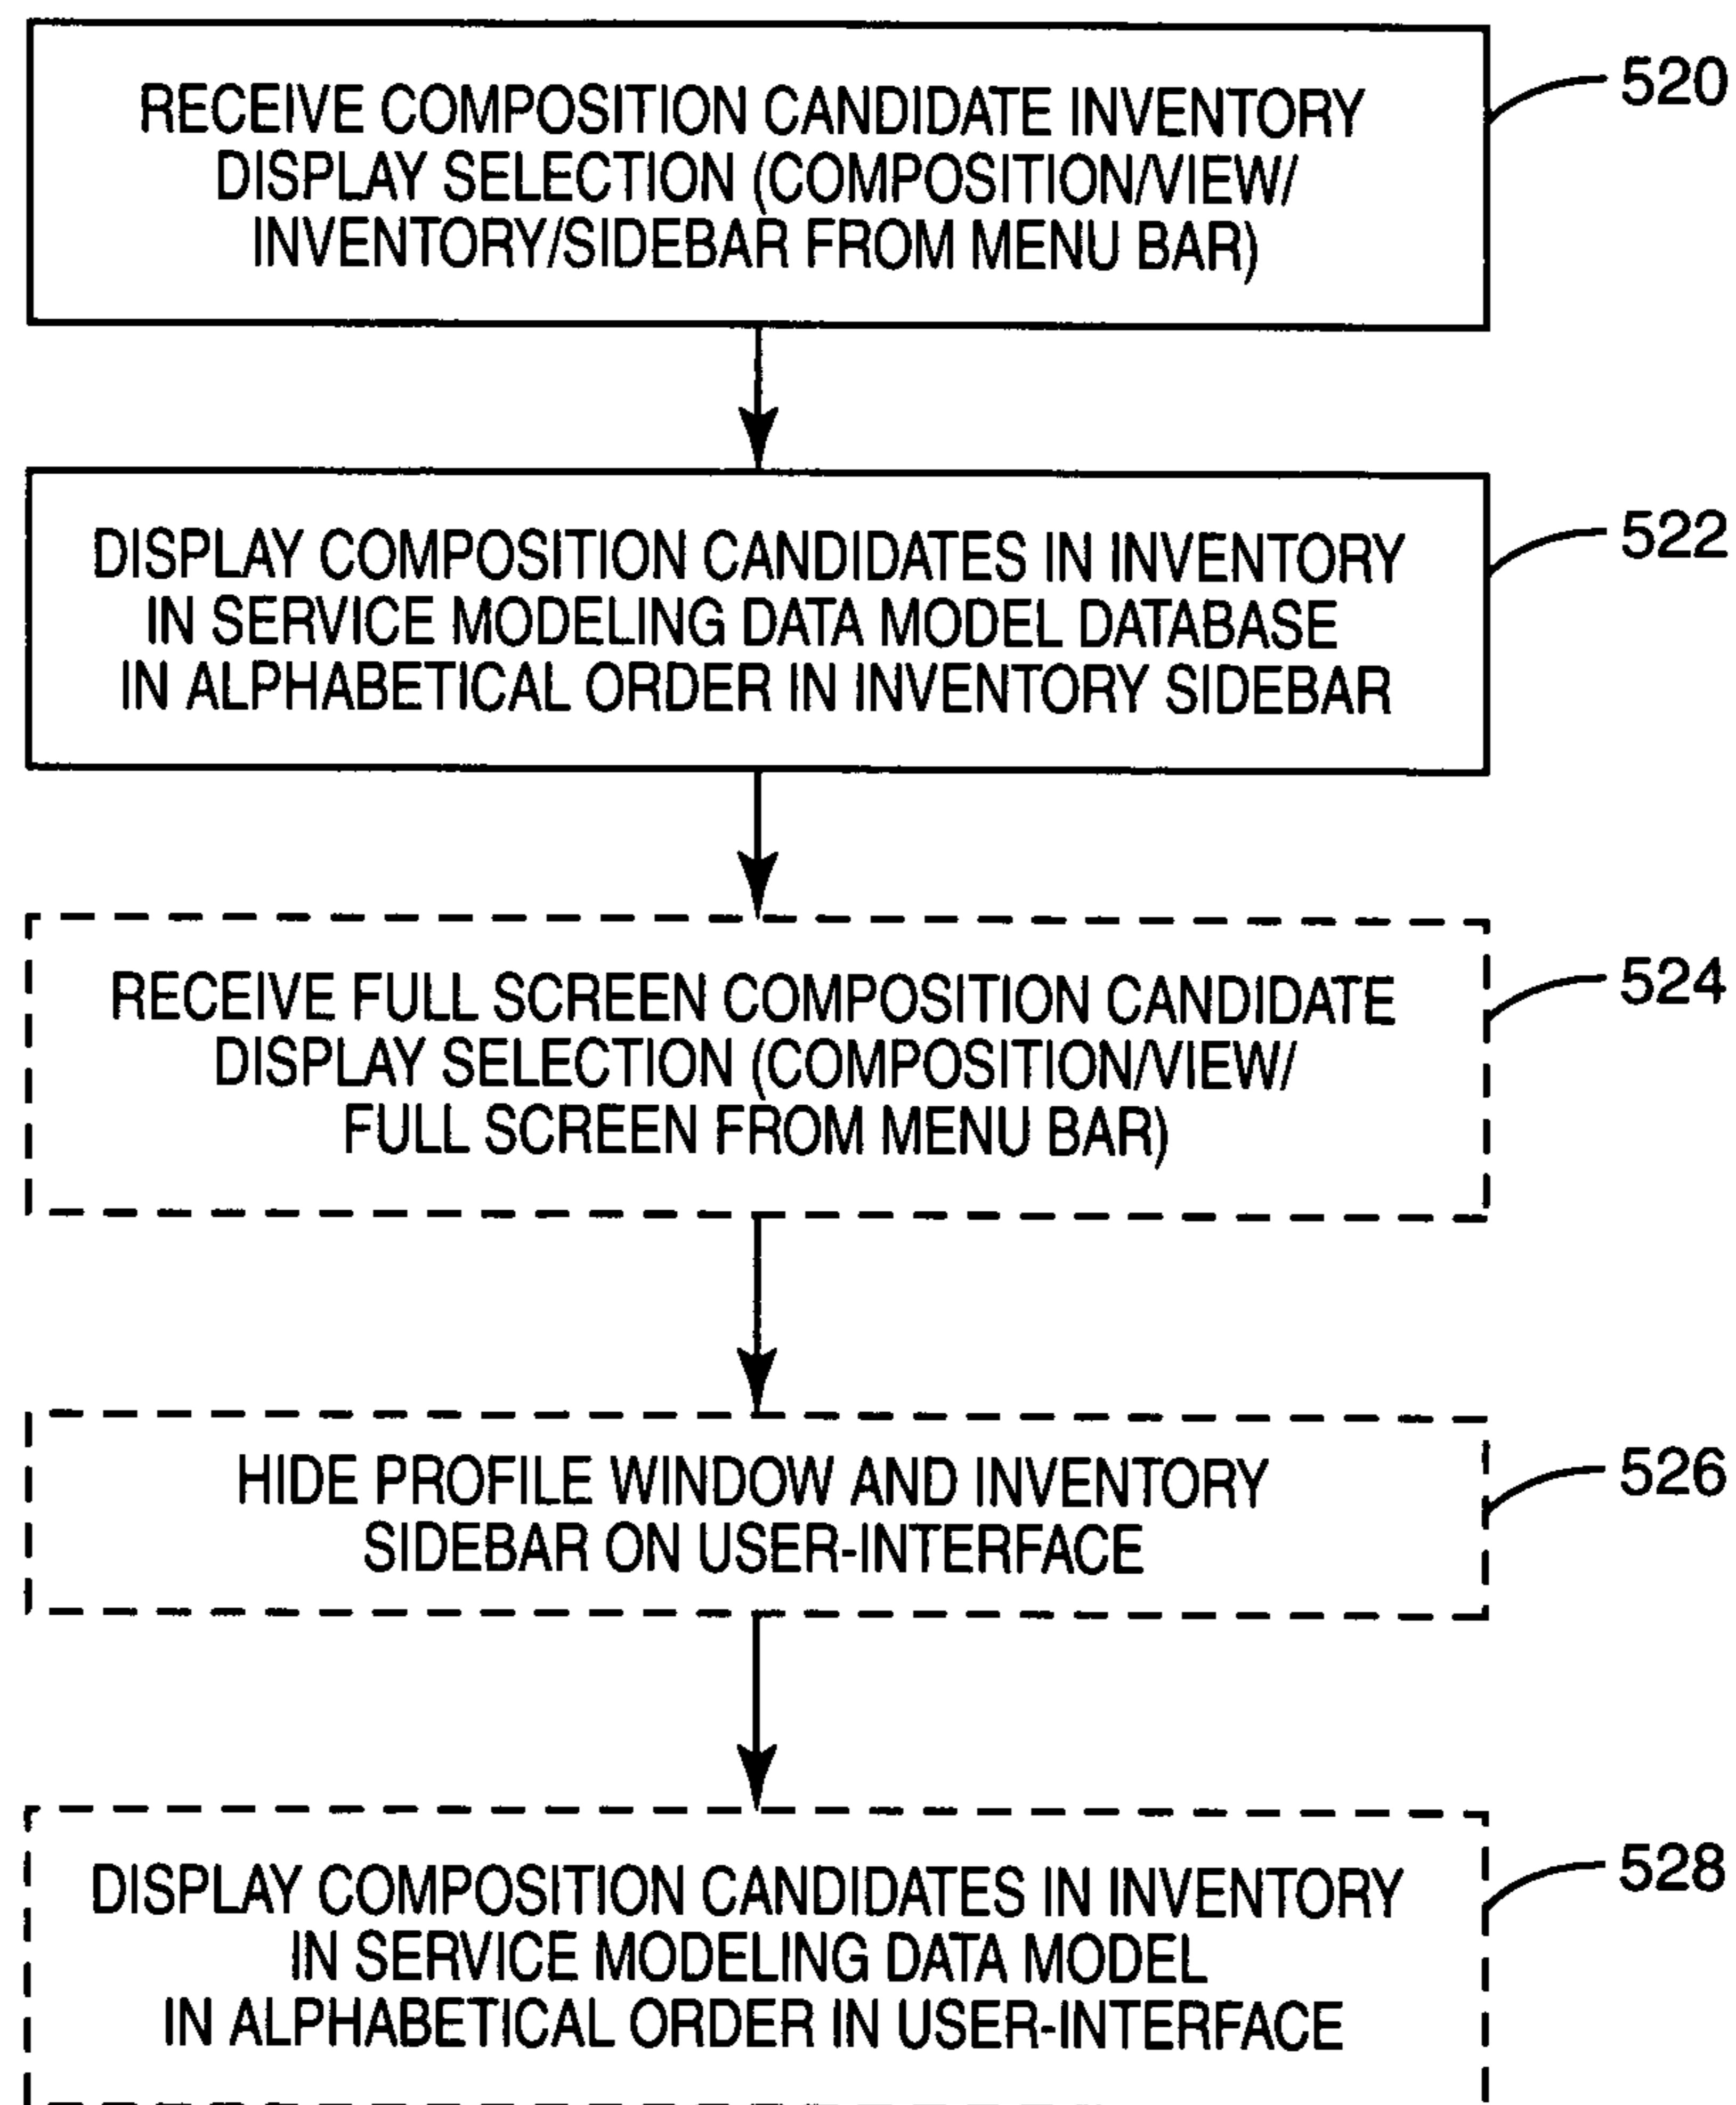 RECEIVE COMPOSITION CANDIDATE INVENTORY
DISPLAY SELECTION (COMPOSITION/VIEW/
INVENTORY/SIDEBAR FROM MENU BAR)
520
DISPLAY COMPOSITION CANDIDATES IN INVENTORY
IN SERVICE MODELING DATA MODEL DATABASE
IN ALPHABETICAL ORDER IN INVENTORY SIDEBAR
522
RECEIVE FULL SCREEN COMPOSITION CANDIDATE
DISPLAY SELECTION (COMPOSITION/VIEW/
FULL SCREEN FROM MENU BAR)
524
HIDE PROFILE WINDOW AND INVENTORY
SIDEBAR ON USER-INTERFACE
526
DISPLAY COMPOSITION CANDIDATES IN INVENTORY
IN SERVICE MODELING DATA MODEL
IN ALPHABETICAL ORDER IN USER-INTERFACE
528